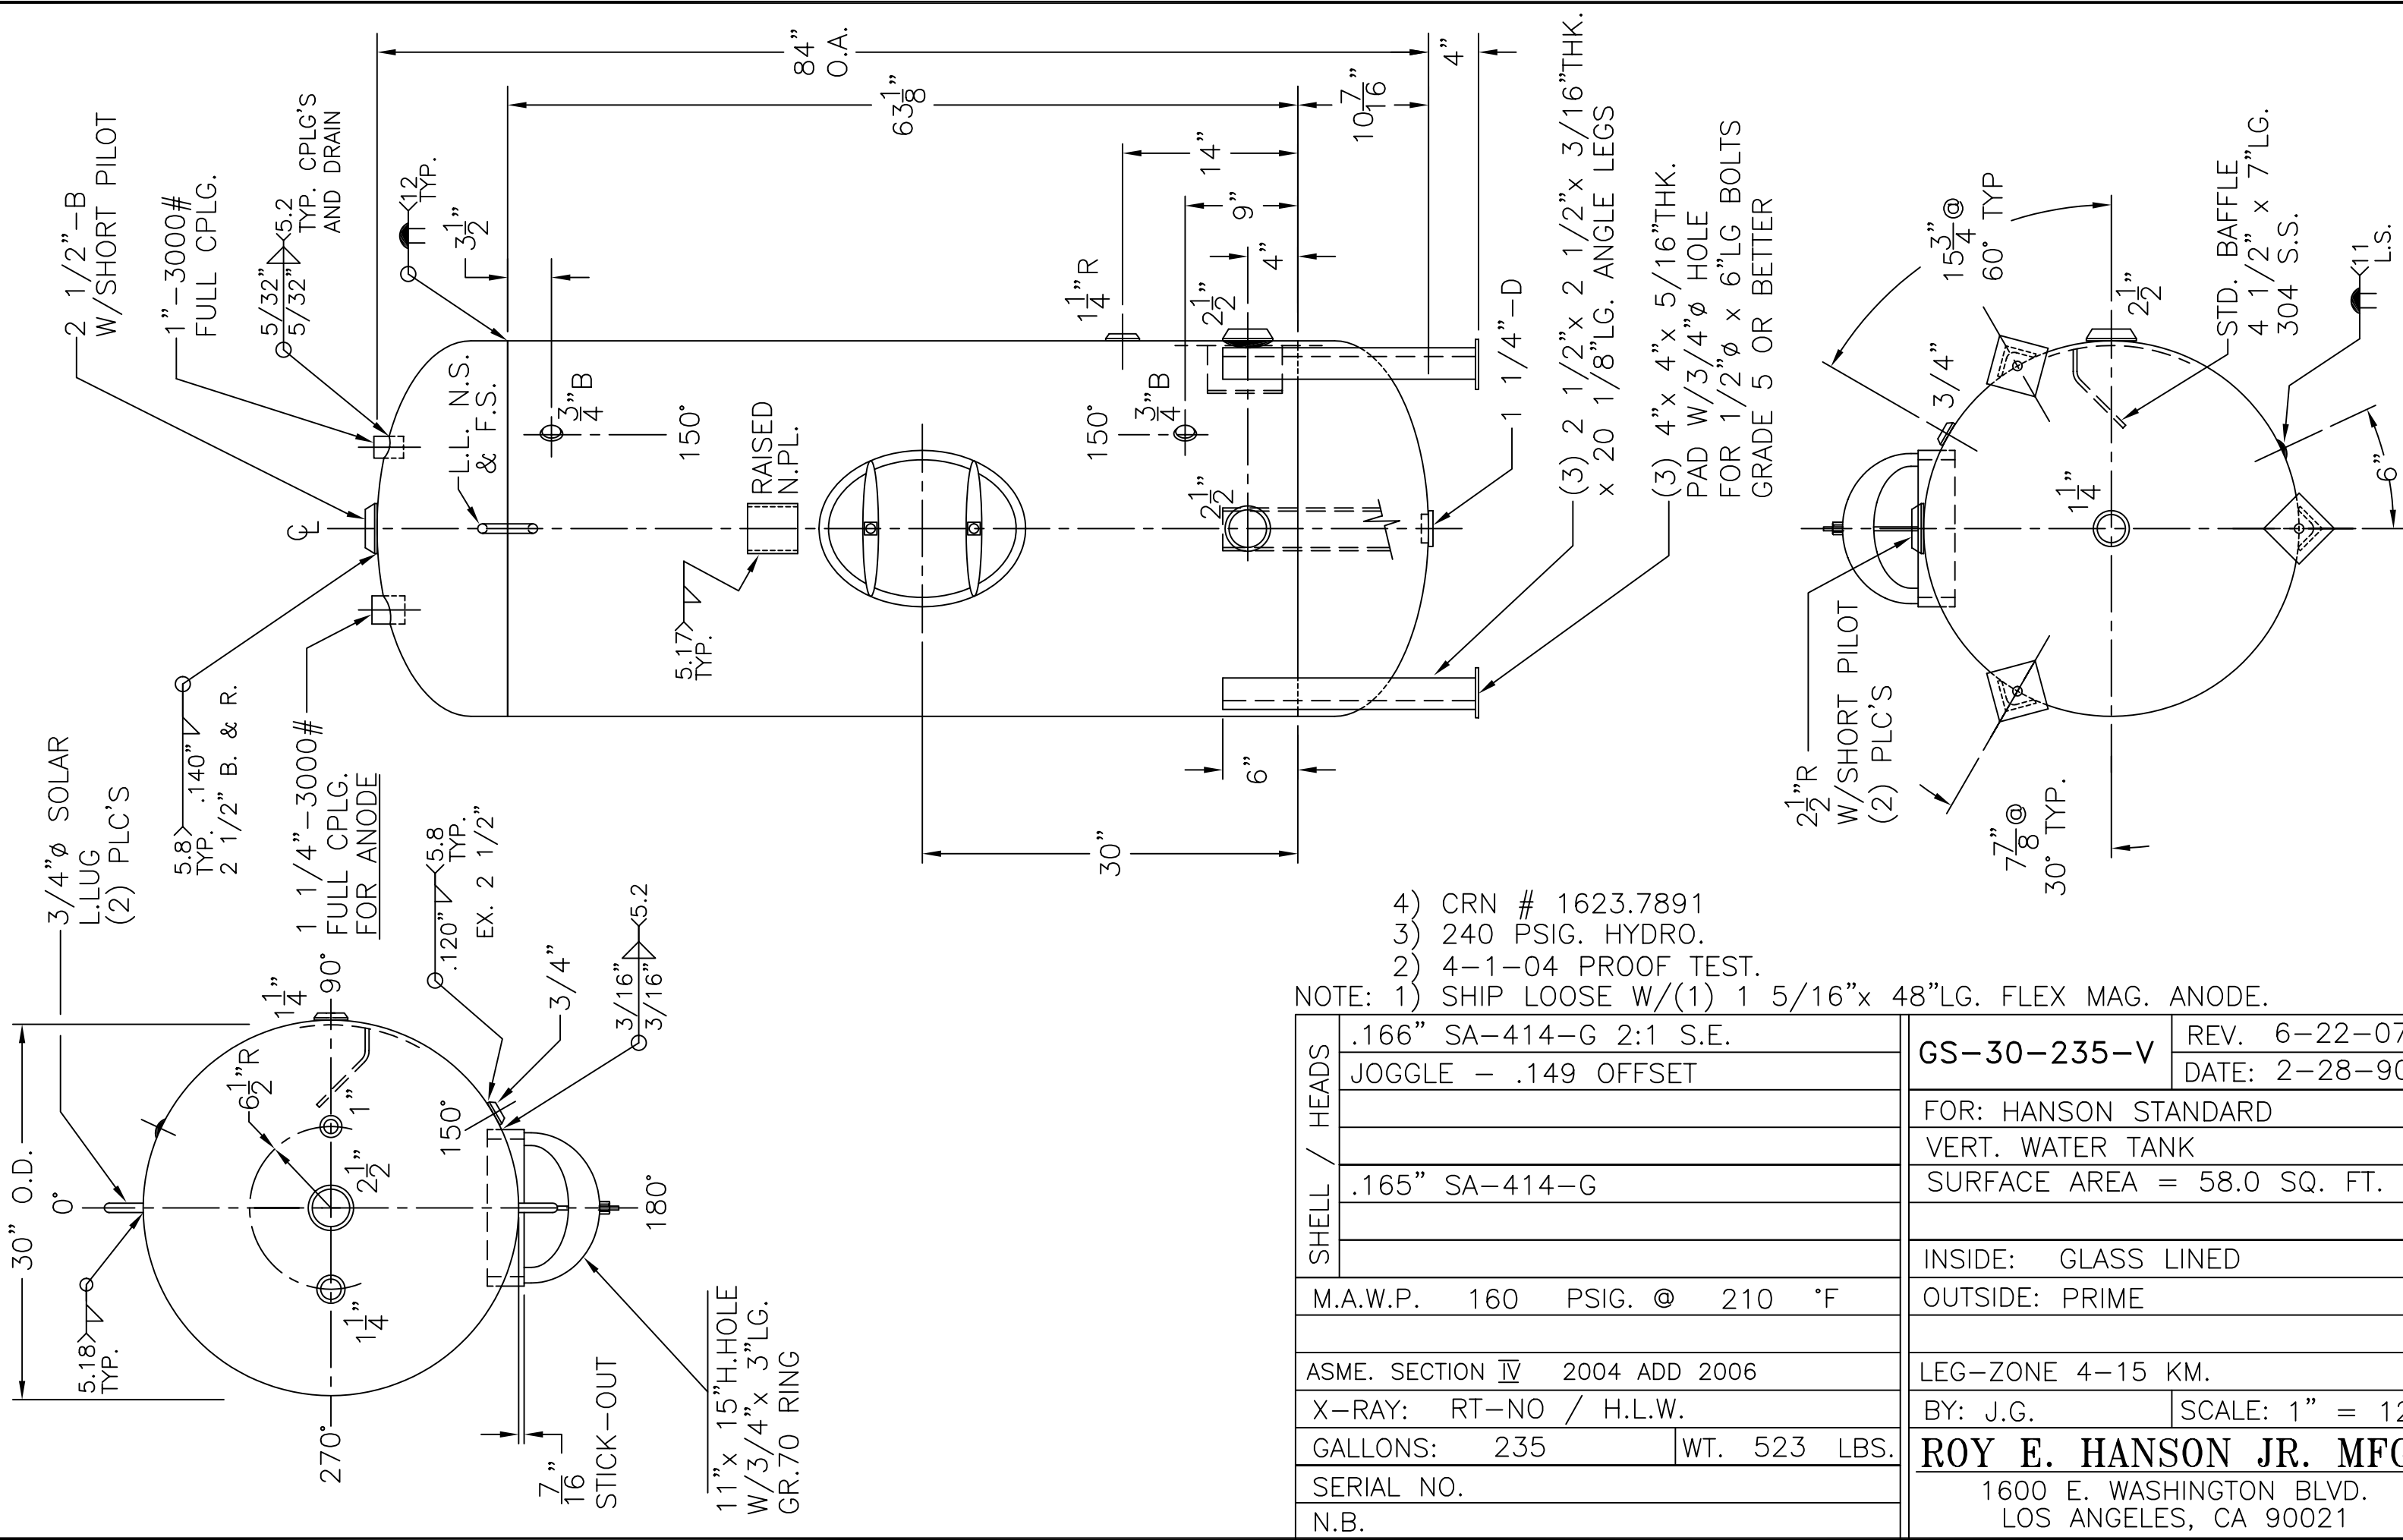 84"
O.A.
4"
63 1/8"
10 7/16"
14"
9"
4"
3 1/2"
2 1/2"-B
W/SHORT PILOT
1"-3000#
FULL CPLG.
5/32"
5/32"
5.2
TYP. CPLG'S
AND DRAIN
12
TYP.
L.L. N.S.
& F.S.
3/4"B
150°
RAISED
N.PL.
150°
3/4"B
1 1/4"R
2 1/2"
2 1/2"
1 1/4"-D
(3) 2 1/2"x 2 1/2"x 3/16"THK.
x 20 1/8"LG. ANGLE LEGS
(3) 4"x 4"x 5/16"THK.
PAD W/3/4"ø HOLE
FOR 1/2"ø x 6"LG BOLTS
GRADE 5 OR BETTER
℄
5.17
TYP.
5.8
TYP.
.140"
2 1/2" B. & R.
1 1/4"-3000#
FULL CPLG.
FOR ANODE
6"
30"
3/4"ø SOLAR
L.LUG
(2) PLC'S
30" O.D.
0°
90°
180°
270°
1 1/4"
6 1/2"R
1"
2 1/2"
1 1/4"
150°
5.18
TYP.
.120"
5.8
TYP.
EX. 2 1/2"
3/4"
3/16"
3/16"
5.2
7/16"
STICK-OUT
11"x 15"H.HOLE
W/3/4"x 3"LG.
GR.70 RING
15 3/4"@
60° TYP
3/4"
2 1/2"
STD. BAFFLE
4 1/2" x 7"LG.
304 S.S.
11
L.S.
1 1/4"
6"
2 1/2"R
W/SHORT PILOT
(2) PLC'S
7 7/8"@
30° TYP.
4) CRN # 1623.7891
3) 240 PSIG. HYDRO.
2) 4-1-04 PROOF TEST.
NOTE: 1) SHIP LOOSE W/(1) 1 5/16"x 48"LG. FLEX MAG. ANODE.
SHELL / HEADS
.166" SA-414-G 2:1 S.E.
JOGGLE - .149 OFFSET
.165" SA-414-G
M.A.W.P. 160 PSIG. @ 210 °F
ASME. SECTION IV 2004 ADD 2006
X-RAY: RT-NO / H.L.W.
GALLONS: 235 WT. 523 LBS.
SERIAL NO.
N.B.
GS-30-235-V
REV. 6-22-07
DATE: 2-28-90
FOR: HANSON STANDARD
VERT. WATER TANK
SURFACE AREA = 58.0 SQ. FT.
INSIDE: GLASS LINED
OUTSIDE: PRIME
LEG-ZONE 4-15 KM.
BY: J.G. SCALE: 1" = 12
ROY E. HANSON JR. MFG
1600 E. WASHINGTON BLVD.
LOS ANGELES, CA 90021